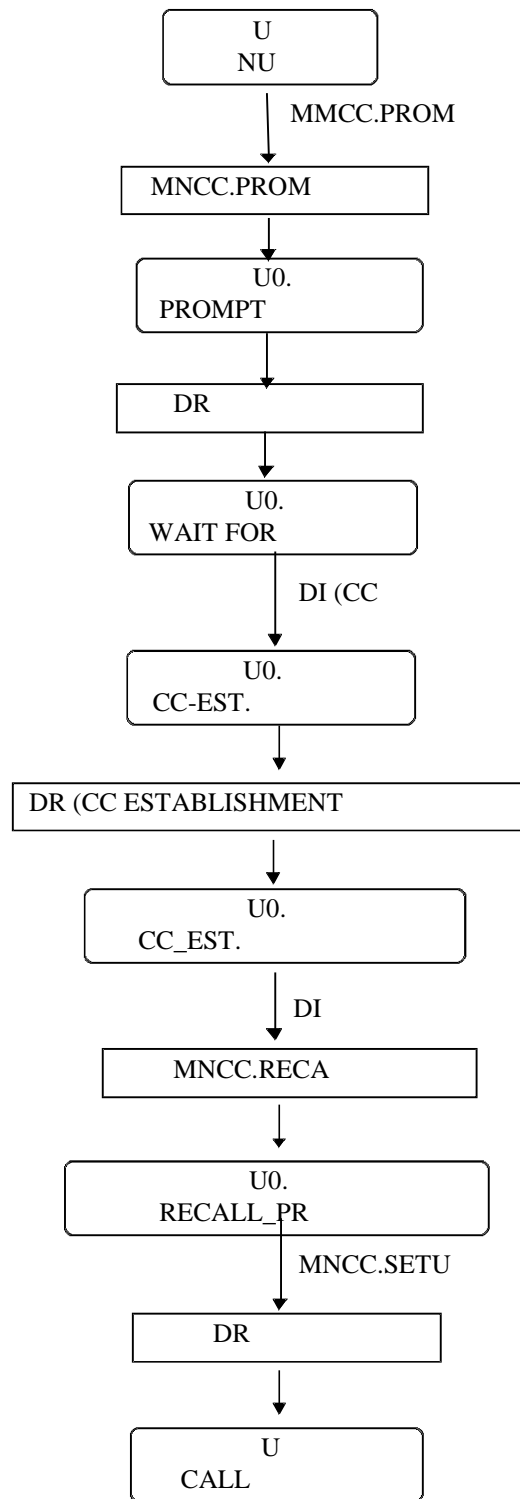 U
NU
MMCC.PROM
MNCC.PROM
U0.
PROMPT
DR
U0.
WAIT FOR
DI (CC
U0.
CC-EST.
DR (CC ESTABLISHMENT
U0.
CC_EST.
DI
MNCC.RECA
U0.
RECALL_PR
MNCC.SETU
DR
U
CALL